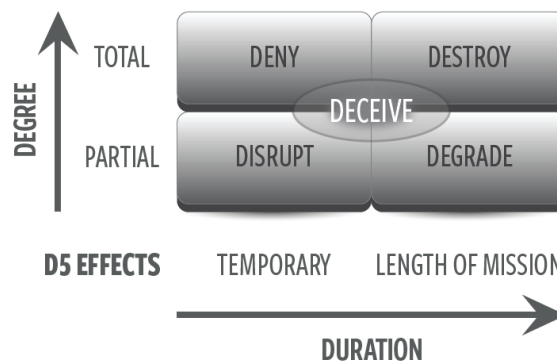 TOTAL DENY DESTROY
DECEIVE
DEGREE
PARTIAL DISRUPT DEGRADE
D5 EFFECTS TEMPORARY LENGTH OF MISSION
DURATION